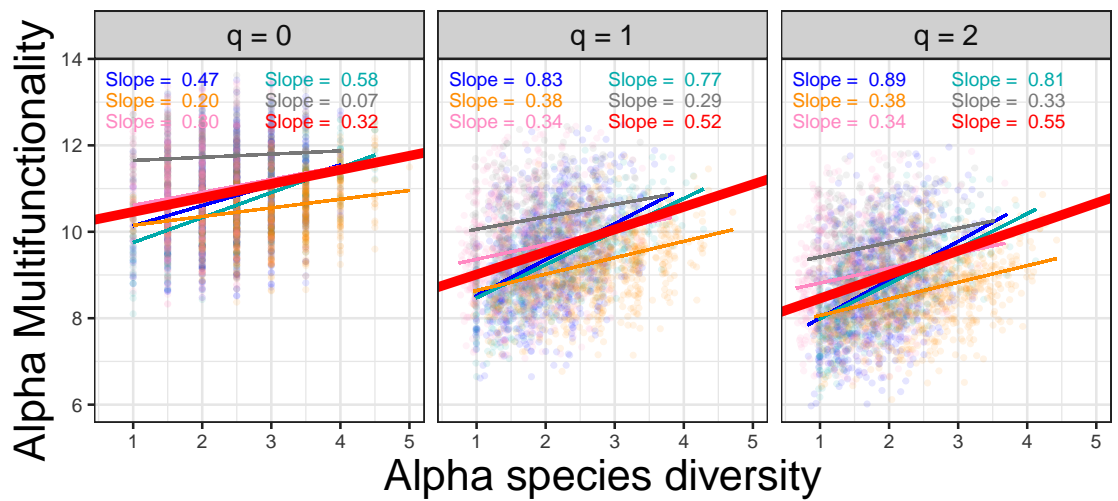 Alpha Multifunctionality
q = 0
q = 1
q = 2
14
12
10
8
6
Slope = 0.47
Slope = 0.58
Slope = 0.20
Slope = 0.07
Slope = 0.30
Slope = 0.32
Slope = 0.83
Slope = 0.77
Slope = 0.38
Slope = 0.29
Slope = 0.34
Slope = 0.52
Slope = 0.89
Slope = 0.81
Slope = 0.38
Slope = 0.33
Slope = 0.34
Slope = 0.55
1 2 3 4 5
1 2 3 4 5
1 2 3 4 5
Alpha species diversity